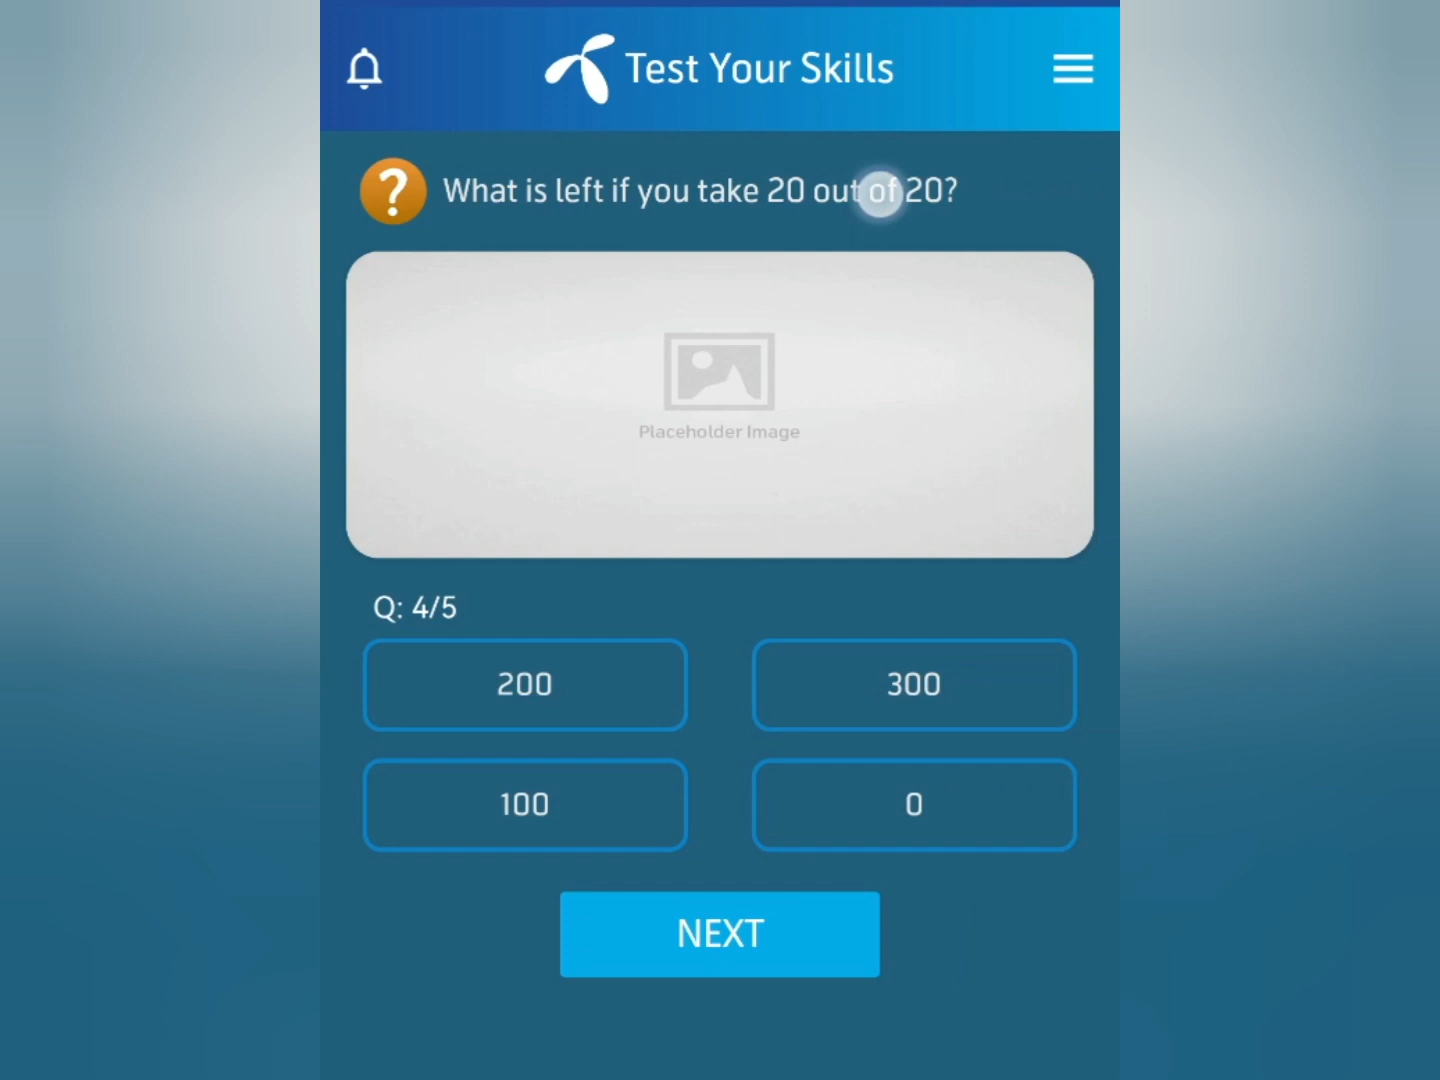 Test Your Skills
? What is left if you take 20 out of 20?
Placeholder Image
Q: 4/5
200
300
100
0
NEXT